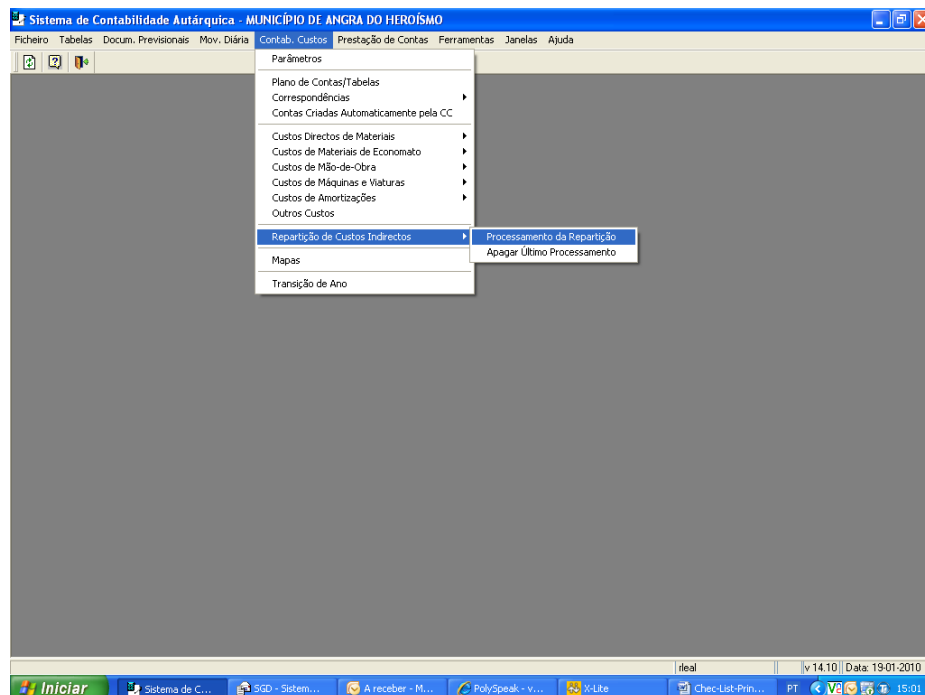 Sistema de Contabilidade Autárquica - MUNICÍPIO DE ANGRA DO HEROÍSMO
Ficheiro Tabelas Docum. Previsionais Mov. Diária Contab. Custos Prestação de Contas Ferramentas Janelas Ajuda
Parâmetros
Plano de Contas/Tabelas
Correspondências
Contas Criadas Automaticamente pela CC
Custos Directos de Materiais
Custos de Materiais de Economato
Custos de Mão-de-Obra
Custos de Máquinas e Viaturas
Custos de Amortizações
Outros Custos
Repartição de Custos Indirectos
Processamento da Repartição
Apagar Último Processamento
Mapas
Transição de Ano
rleal v 14.10 Data: 19-01-2010
Iniciar Sistema de C... SGD - Sistem... A receber - M... PolySpeak - v... X-Lite Chec-List-Prin... PT 15:01